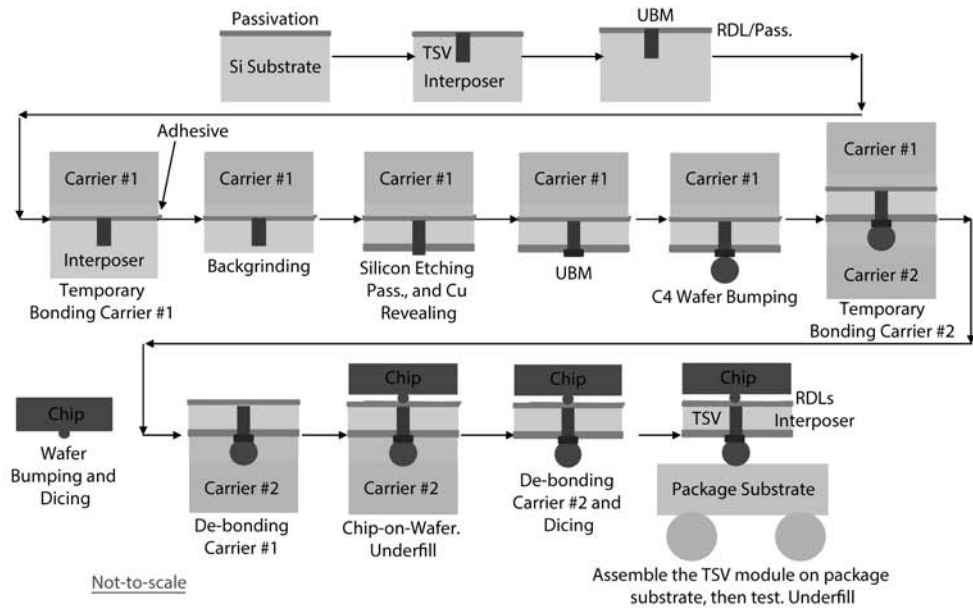 Passivation
Si Substrate
TSV
Interposer
UBM
RDL/Pass.
Adhesive
Carrier #1
Interposer
Temporary
Bonding Carrier #1
Carrier #1
Backgrinding
Carrier #1
Silicon Etching
Pass., and Cu
Revealing
Carrier #1
UBM
Carrier #1
C4 Wafer Bumping
Carrier #1
Carrier #2
Temporary
Bonding Carrier #2
Chip
Wafer
Bumping and
Dicing
Carrier #2
De-bonding
Carrier #1
Chip
Carrier #2
Chip-on-Wafer.
Underfill
Chip
De-bonding
Carrier #2 and
Dicing
Chip
TSV
RDLs
Interposer
Package Substrate
Assemble the TSV module on package
substrate, then test. Underfill
Not-to-scale